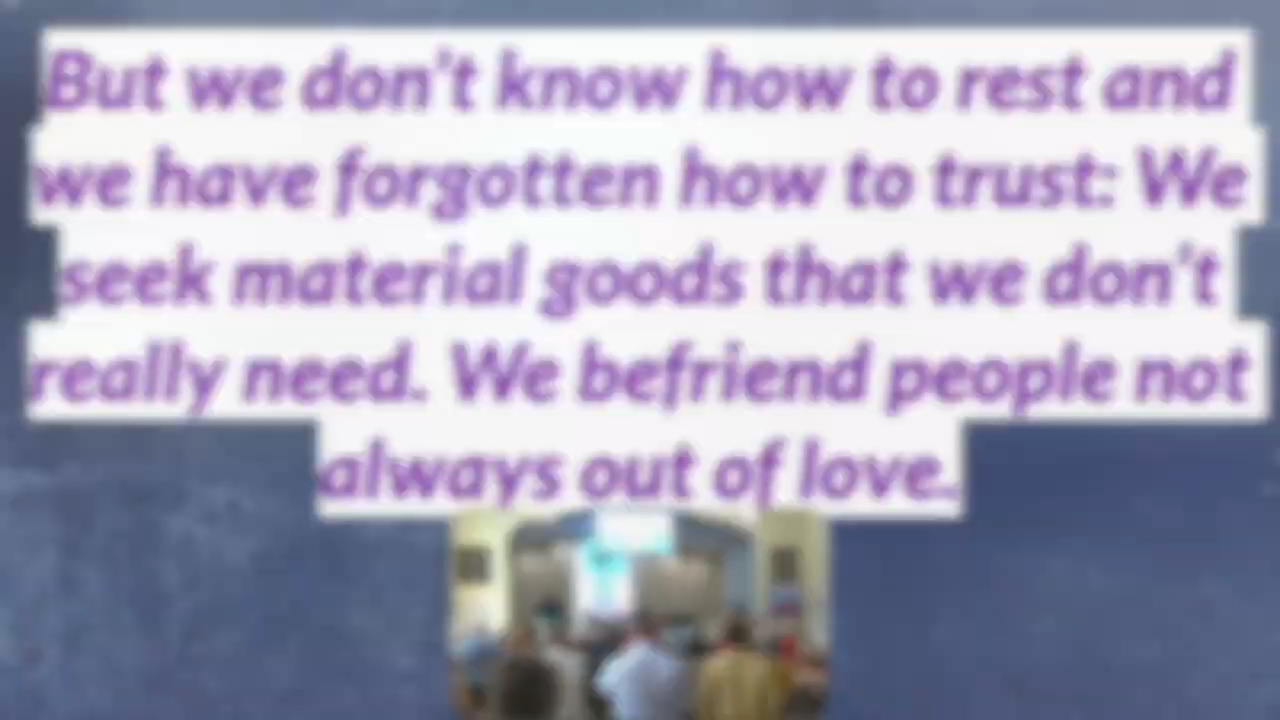 But we don't know how to rest and
we have forgotten how to trust: We
seek material goods that we don't
really need. We befriend people not
always out of love.